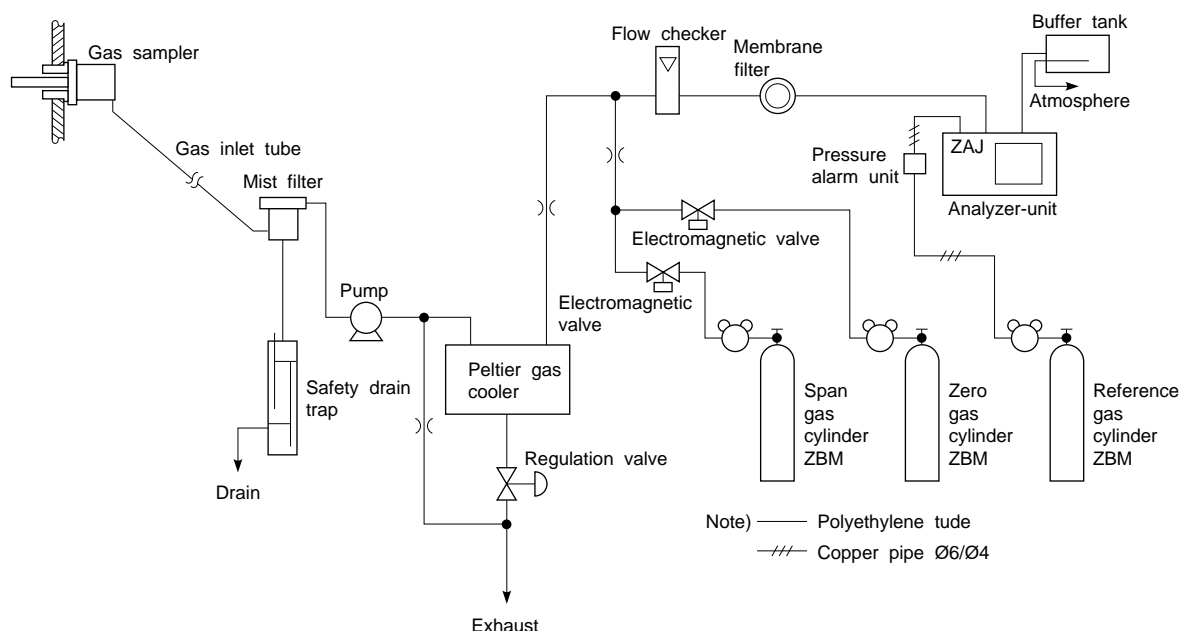 Gas sampler
Flow checker
Membrane
filter
Buffer tank
Atmosphere
Gas inlet tube
Mist filter
ZAJ
Pressure
alarm unit
Analyzer-unit
Electromagnetic valve
Pump
Electromagnetic
valve
Peltier gas
cooler
Safety drain
trap
Span
gas
cylinder
ZBM
Zero
gas
cylinder
ZBM
Reference
gas
cylinder
ZBM
Regulation valve
Drain
Note) Polyethylene tude
Copper pipe Ø6/Ø4
Exhaust